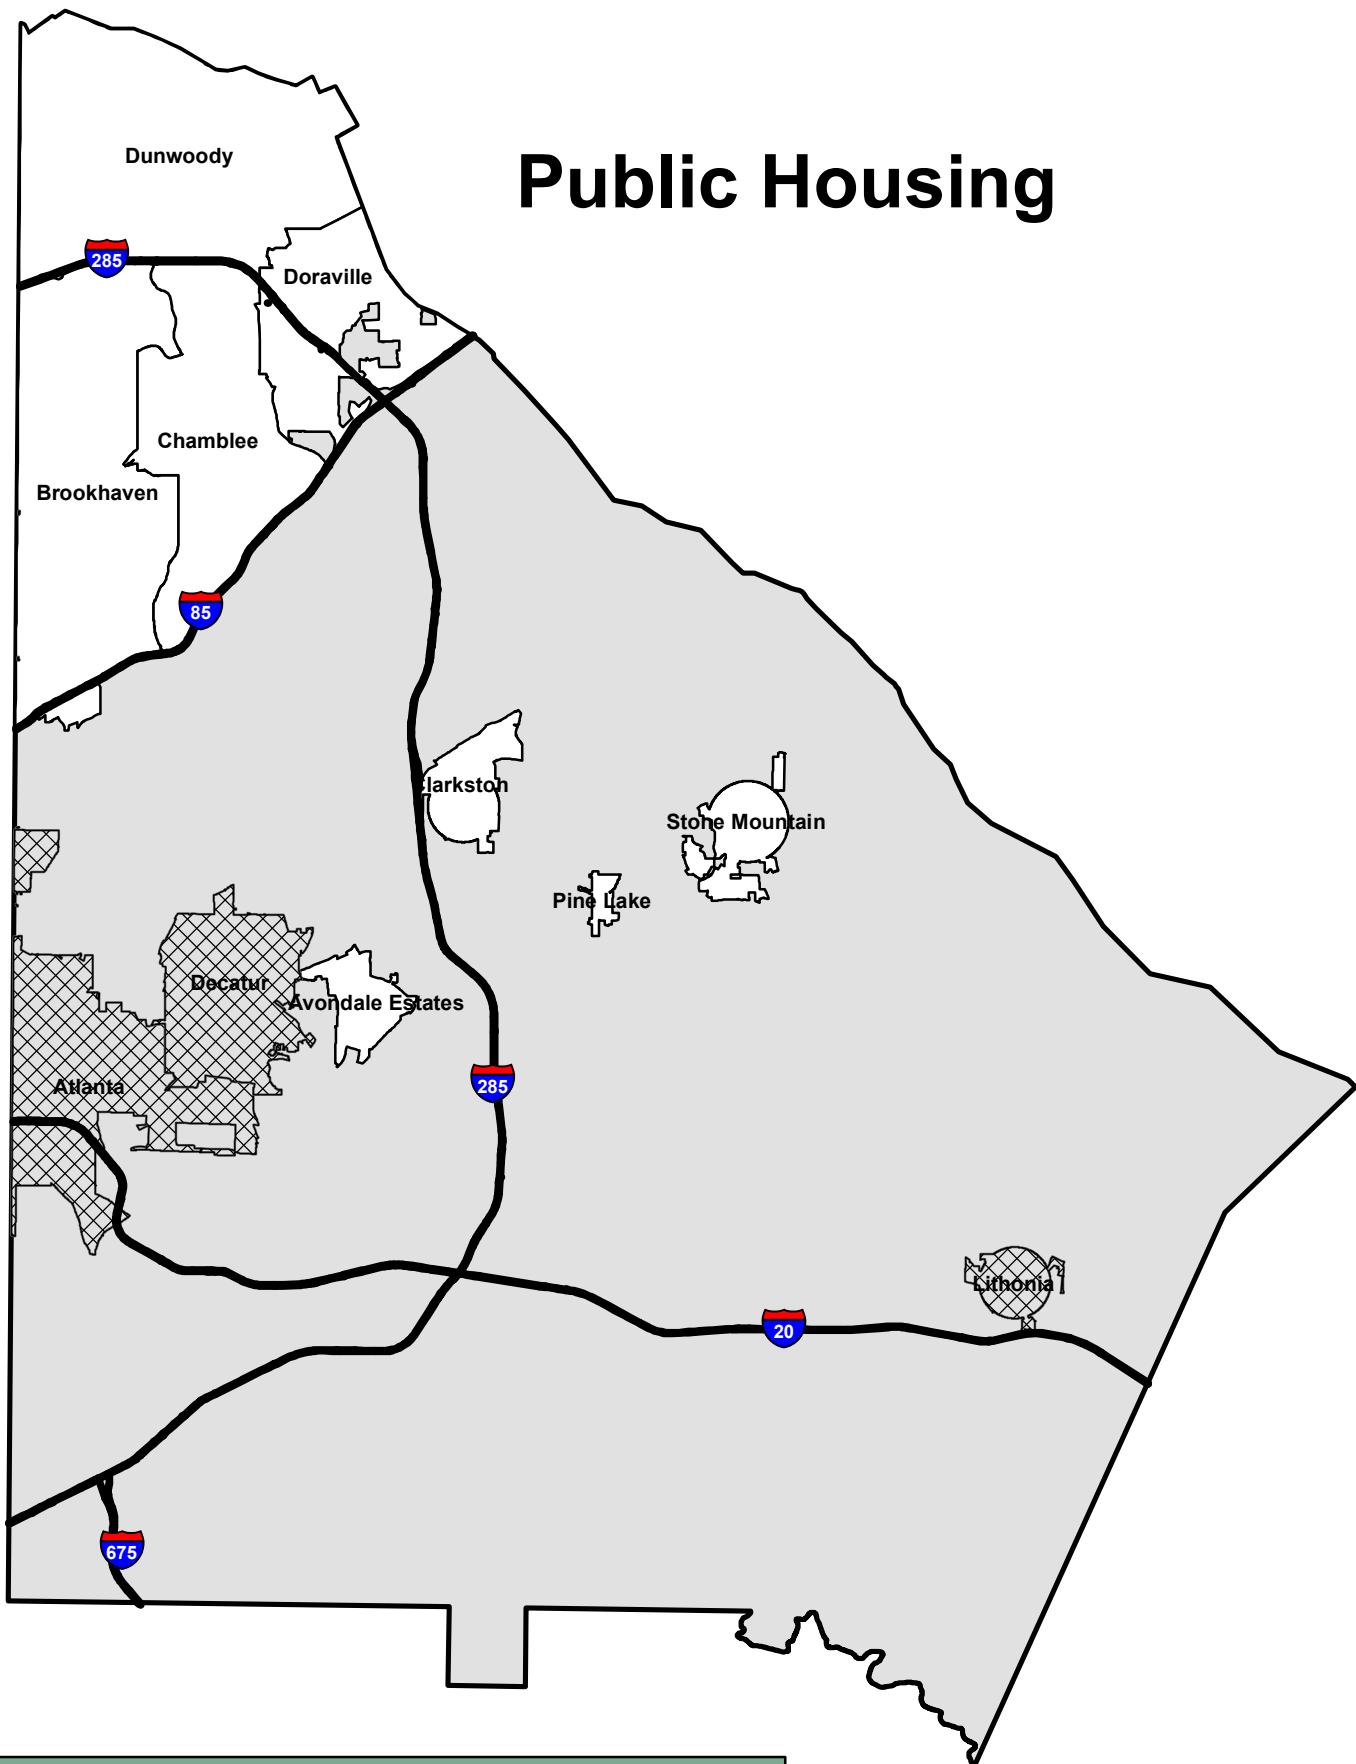 Dunwoody
Public Housing
285
Doraville
Chamblee
Brookhaven
85
Clarkston
Stone Mountain
Pine Lake
Decatur
Avondale Estates
285
Atlanta
Lithonia
20
675